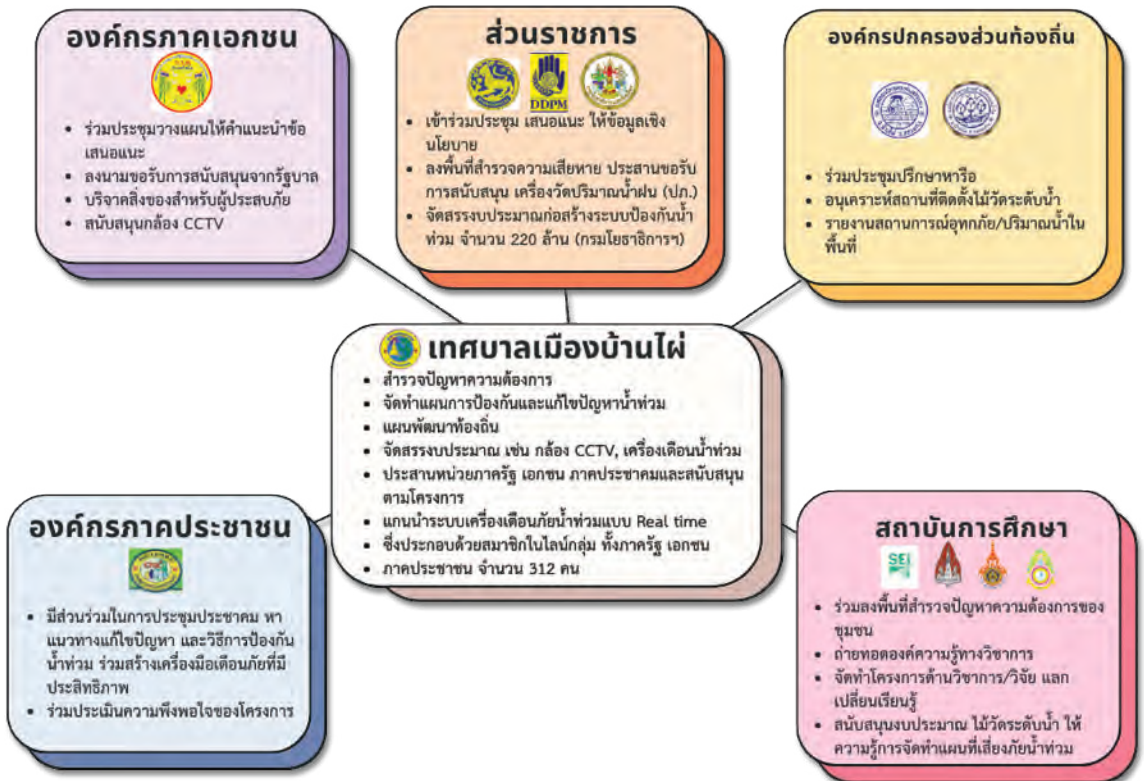 องค์กรภาคเอกชน
• ร่วมประชุมวางแผนให้คำแนะนำข้อ
เสนอแนะ
• ลงนามขอรับการสนับสนุนจากรัฐบาล
• บริจาคสิ่งของสำหรับผู้ประสบภัย
• สนับสนุนกล้อง CCTV
ส่วนราชการ
DDPM
• เข้าร่วมประชุม เสนอแนะ ให้ข้อมูลเชิง
นโยบาย
• ลงพื้นที่สำรวจความเสียหาย ประสานขอรับ
การสนับสนุน เครื่องวัดปริมาณน้ำฝน (ปภ.)
• จัดสรรงบประมาณก่อสร้างระบบป้องกันน้ำ
ท่วม จำนวน 220 ล้าน (กรมโยธาธิการฯ)
องค์กรปกครองส่วนท้องถิ่น
• ร่วมประชุมปรึกษาหารือ
• อนุเคราะห์สถานที่ติดตั้งไม้วัดระดับน้ำ
• รายงานสถานการณ์อุทกภัย/ปริมาณน้ำใน
พื้นที่
เทศบาลเมืองบ้านไผ่
• สำรวจปัญหาความต้องการ
• จัดทำแผนการป้องกันและแก้ไขปัญหาน้ำท่วม
• แผนพัฒนาท้องถิ่น
• จัดสรรงบประมาณ เช่น กล้อง CCTV, เครื่องเตือนน้ำท่วม
• ประสานหน่วยภาครัฐ เอกชน ภาคประชาคมและสนับสนุน
ตามโครงการ
• แกนนำระบบเครื่องเตือนภัยน้ำท่วมแบบ Real time
• ซึ่งประกอบด้วยสมาชิกในไลน์กลุ่ม ทั้งภาครัฐ เอกชน
• ภาคประชาชน จำนวน 312 คน
องค์กรภาคประชาชน
• มีส่วนร่วมในการประชุมประชาคม หา
แนวทางแก้ไขปัญหา และวิธีการป้องกัน
น้ำท่วม ร่วมสร้างเครื่องมือเตือนภัยที่มี
ประสิทธิภาพ
• ร่วมประเมินความพึงพอใจของโครงการ
สถาบันการศึกษา
SEI
• ร่วมลงพื้นที่สำรวจปัญหาความต้องการของ
ชุมชน
• ถ่ายทอดองค์ความรู้ทางวิชาการ
• จัดทำโครงการด้านวิชาการ/วิจัย แลก
เปลี่ยนเรียนรู้
• สนับสนุนงบประมาณ ไม้วัดระดับน้ำ ให้
ความรู้การจัดทำแผนที่เสี่ยงภัยน้ำท่วม